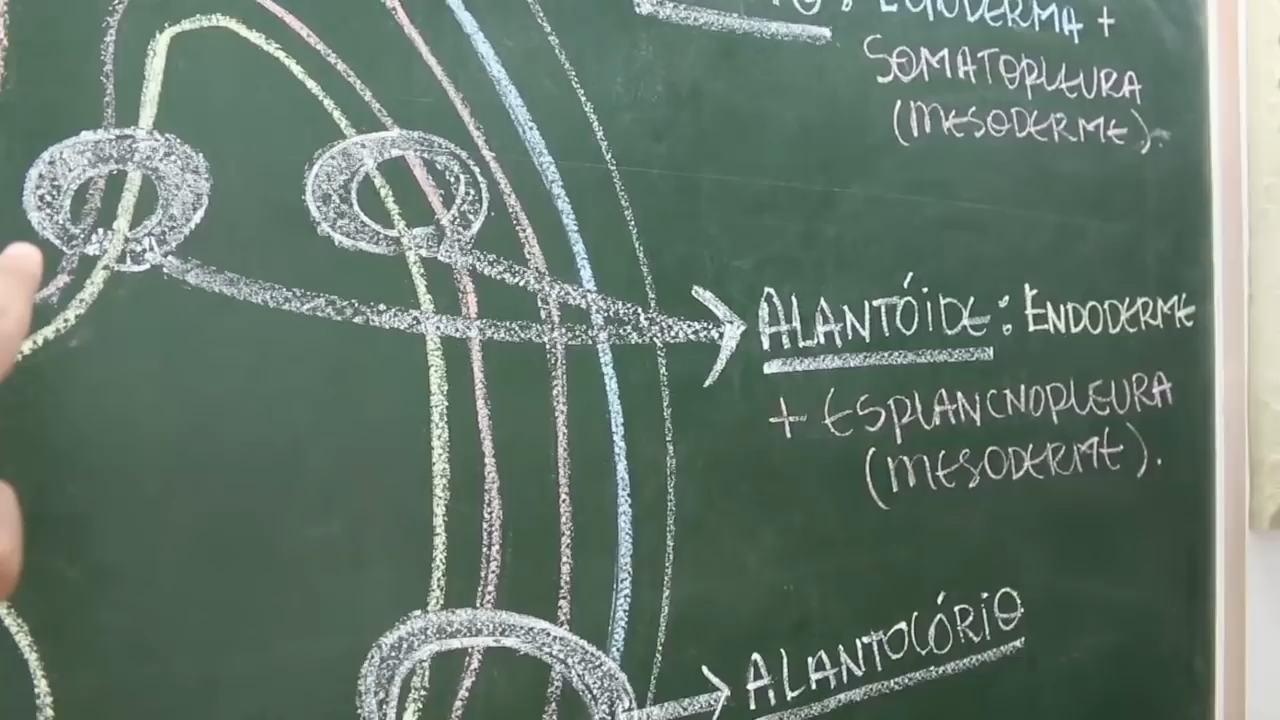 SOMATOPLEURA
(MESODERME).
ALANTÓIDE: ENDODERME
+ ESPLANCNOPLEURA
(MESODERME).
ALANTOCÓRIO